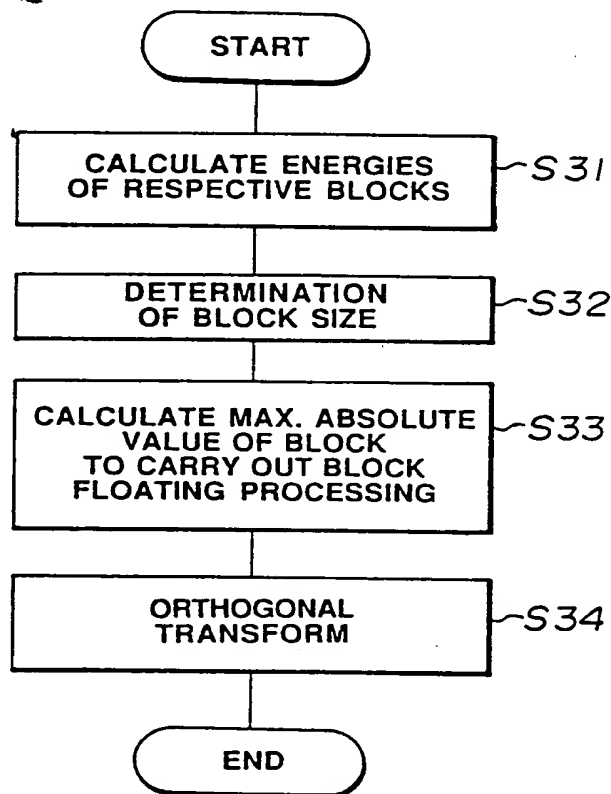 START
CALCULATE ENERGIES
OF RESPECTIVE BLOCKS
S31
DETERMINATION
OF BLOCK SIZE
S32
CALCULATE MAX. ABSOLUTE
VALUE OF BLOCK
TO CARRY OUT BLOCK
FLOATING PROCESSING
S33
ORTHOGONAL
TRANSFORM
S34
END